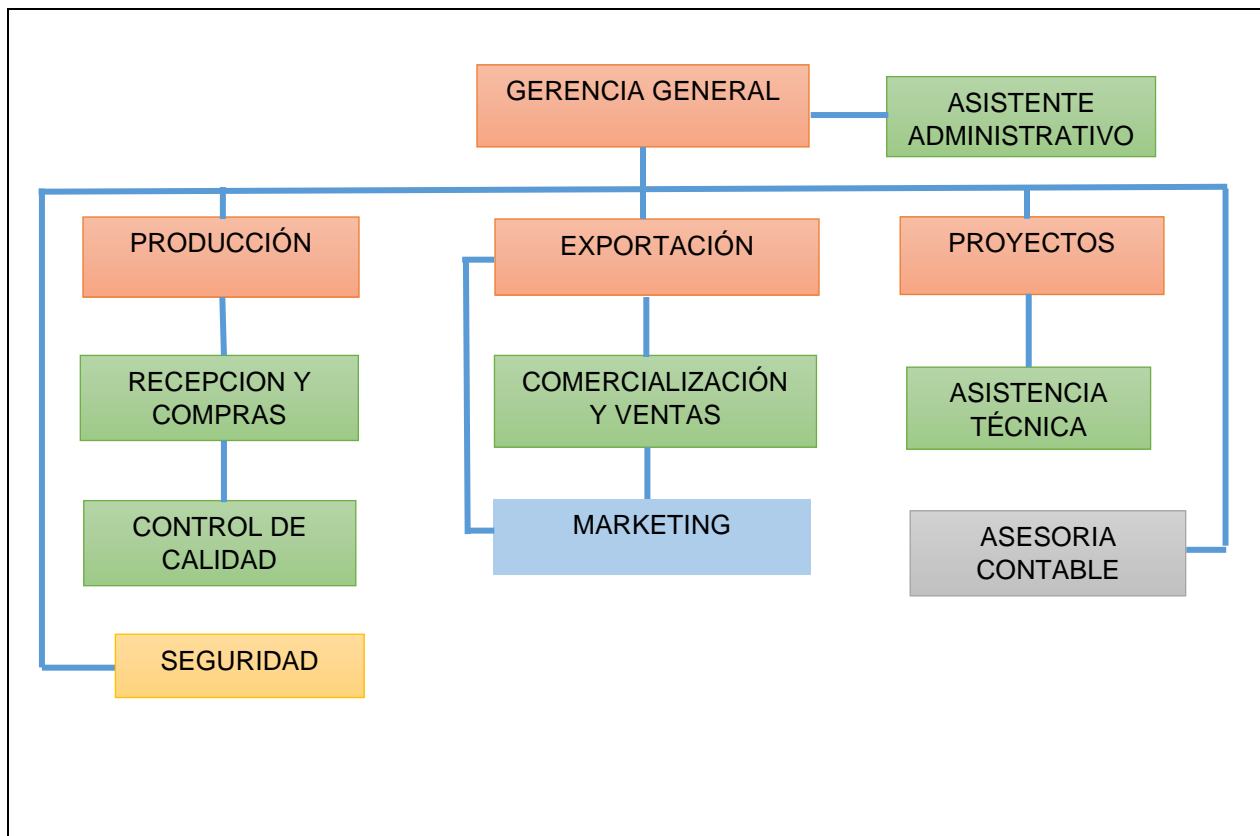 GERENCIA GENERAL
ASISTENTE
ADMINISTRATIVO
PRODUCCIÓN
EXPORTACIÓN
PROYECTOS
RECEPCION Y
COMPRAS
COMERCIALIZACIÓN
Y VENTAS
ASISTENCIA
TÉCNICA
CONTROL DE
CALIDAD
MARKETING
ASESORIA
CONTABLE
SEGURIDAD